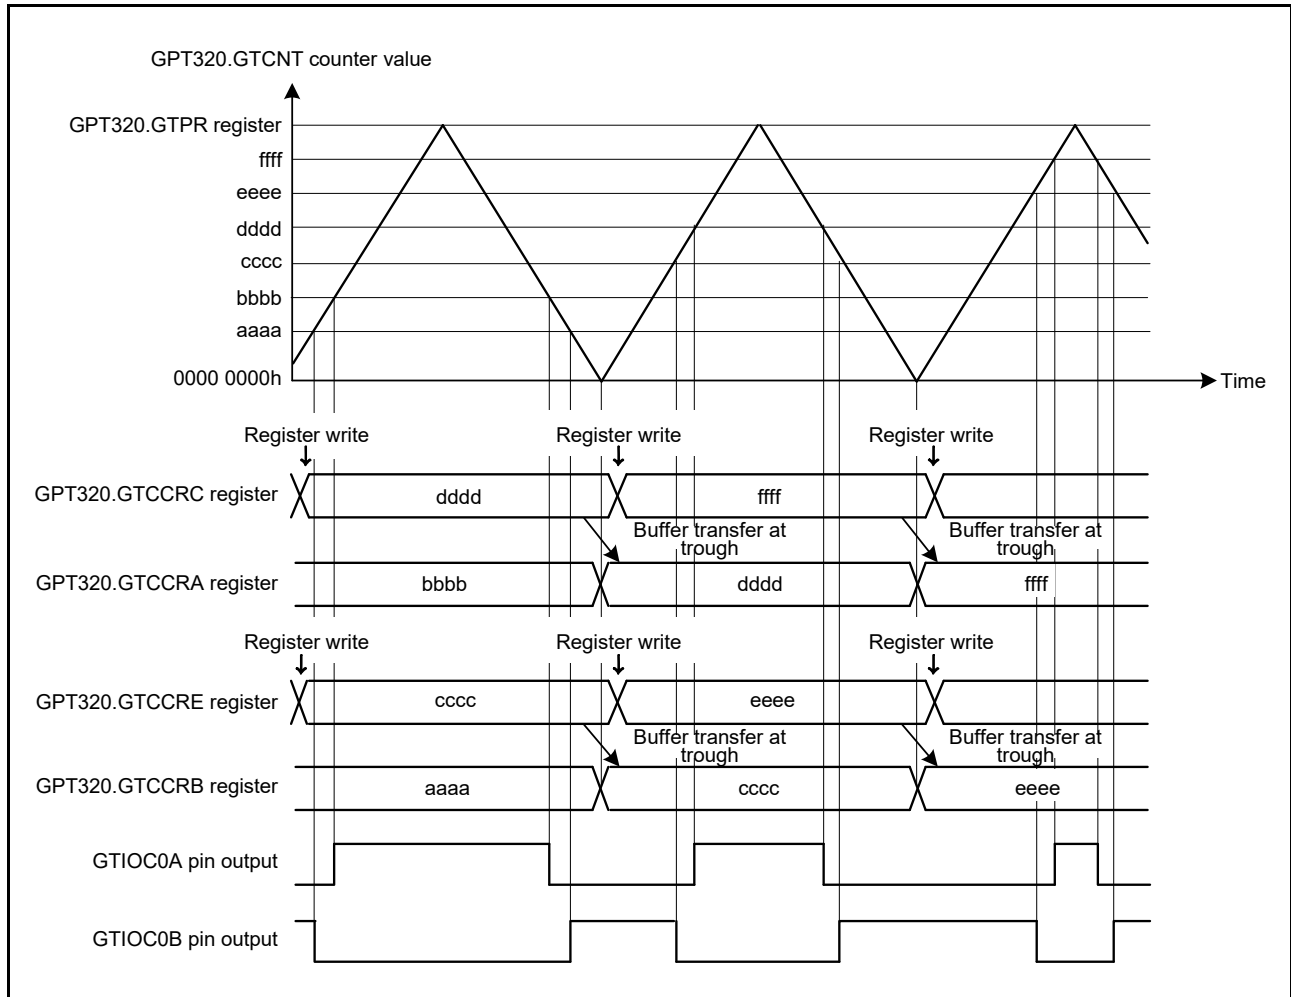 GPT320.GTCNT counter value
GPT320.GTPR register
ffff
eeee
dddd
cccc
bbbb
aaaa
0000 0000h
Time
Register write Register write Register write
GPT320.GTCCRC register dddd ffff
Buffer transfer at trough
Buffer transfer at trough
GPT320.GTCCRA register bbbb dddd ffff
Register write Register write Register write
GPT320.GTCCRE register cccc eeee
Buffer transfer at trough
Buffer transfer at trough
GPT320.GTCCRB register aaaa cccc eeee
GTIOC0A pin output
GTIOC0B pin output